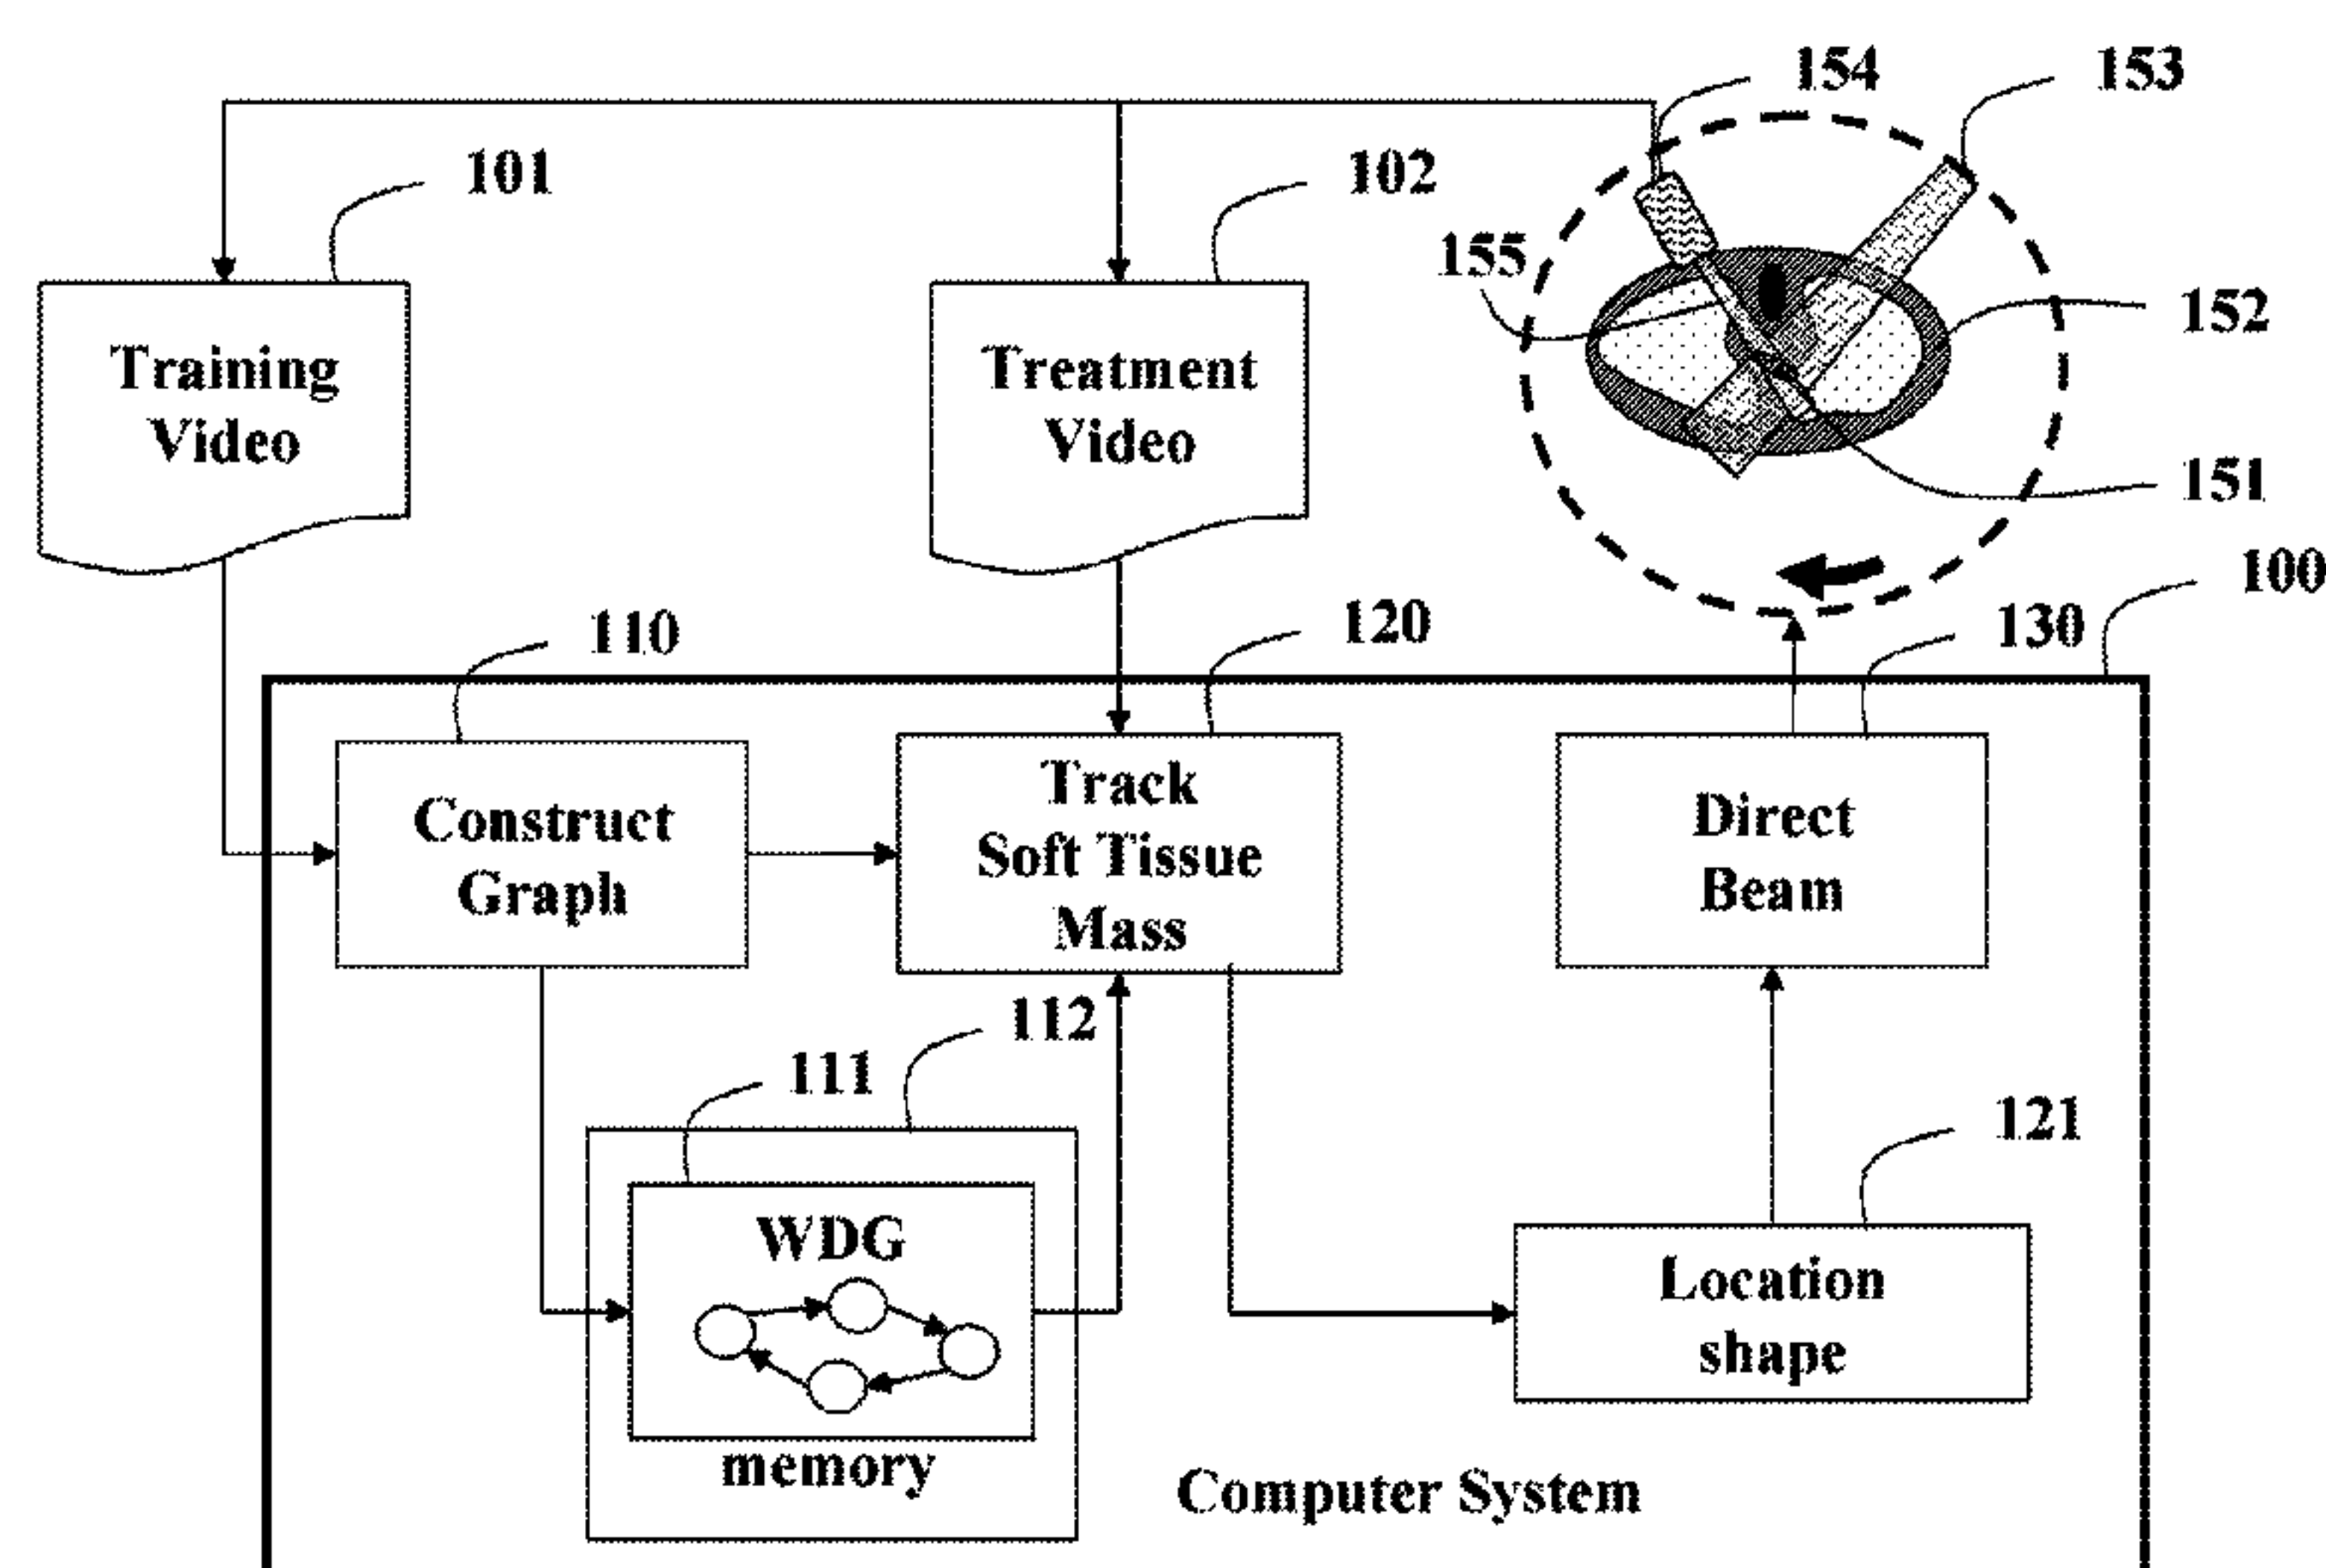 154
153
101
102
155
Training
Video
Treatment
Video
152
151
100
110
120
130
Construct
Graph
Track
Soft Tissue
Mass
Direct
Beam
112
111
121
WDG
Location
shape
memory
Computer System